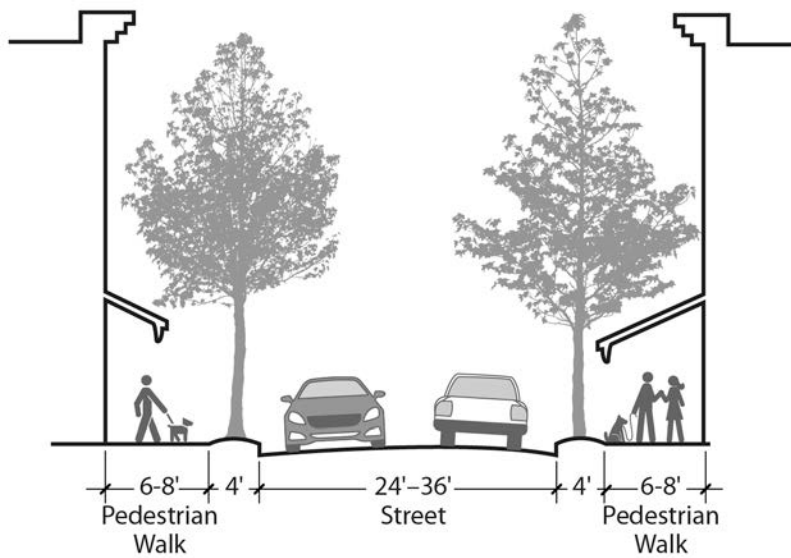 6-8' 4' 24'–36' 4' 6-8'
Pedestrian Street Pedestrian
Walk Walk